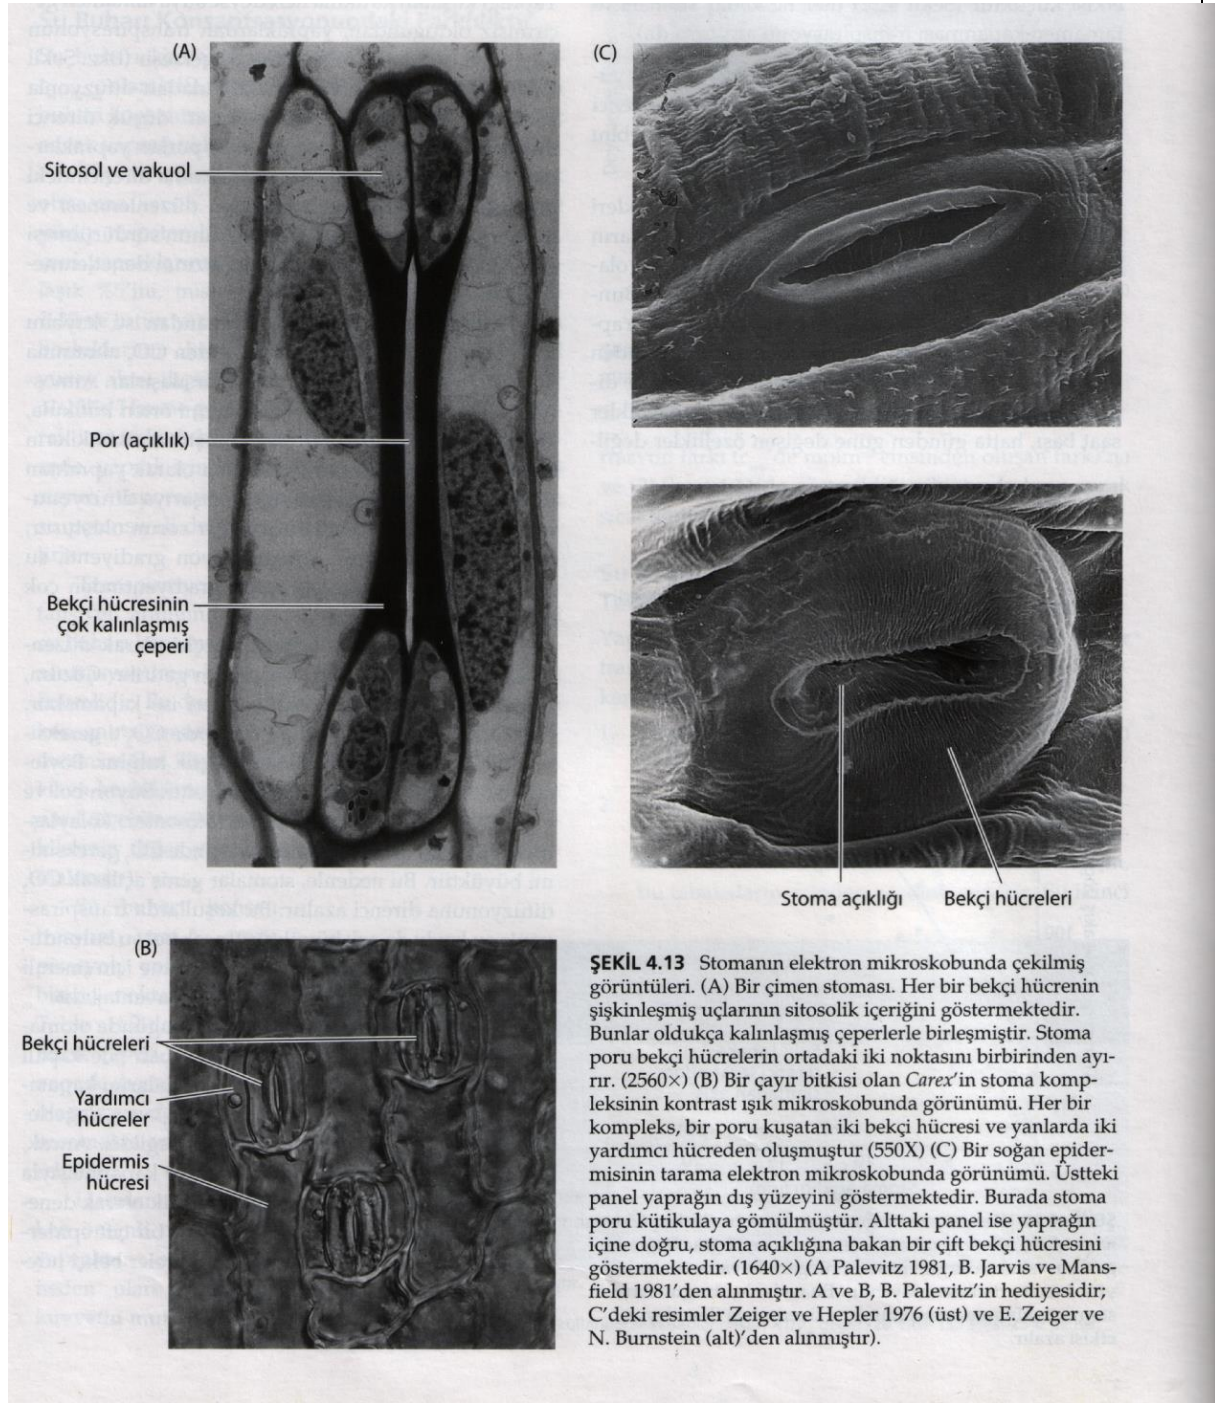 (A)
Sitosol ve vakuol
Por (açıklık)
Bekçi hücresinin
çok kalınlaşmış
çeperi
(C)
Stoma açıklığı
Bekçi hücreleri
(B)
Bekçi hücreleri
Yardımcı
hücreler
Epidermis
hücresi
ŞEKİL 4.13 Stomanın elektron mikroskobunda çekilmiş
görüntüleri. (A) Bir çimen stoması. Her bir bekçi hücrenin
şişkinleşmiş uçlarının sitosolik içeriğini göstermektedir.
Bunlar oldukça kalınlaşmış çeperlerle birleşmiştir. Stoma
poru bekçi hücrelerin ortadaki iki noktasını birbirinden ayı-
rır. (2560×) (B) Bir çayır bitkisi olan Carex'in stoma komp-
leksinin kontrast ışık mikroskobunda görünümü. Her bir
kompleks, bir poru kuşatan iki bekçi hücresi ve yanlarda iki
yardımcı hücreden oluşmuştur (550X) (C) Bir soğan epider-
misinin tarama elektron mikroskobunda görünümü. Üstteki
panel yaprağın dış yüzeyini göstermektedir. Burada stoma
poru kütikulaya gömülmüştür. Alttaki panel ise yaprağın
içine doğru, stoma açıklığına bakan bir çift bekçi hücresini
göstermektedir. (1640×) (A Palevitz 1981, B. Jarvis ve Mans-
field 1981'den alınmıştır. A ve B, B. Palevitz'in hediyesidir;
C'deki resimler Zeiger ve Hepler 1976 (üst) ve E. Zeiger ve
N. Burnstein (alt)'den alınmıştır).